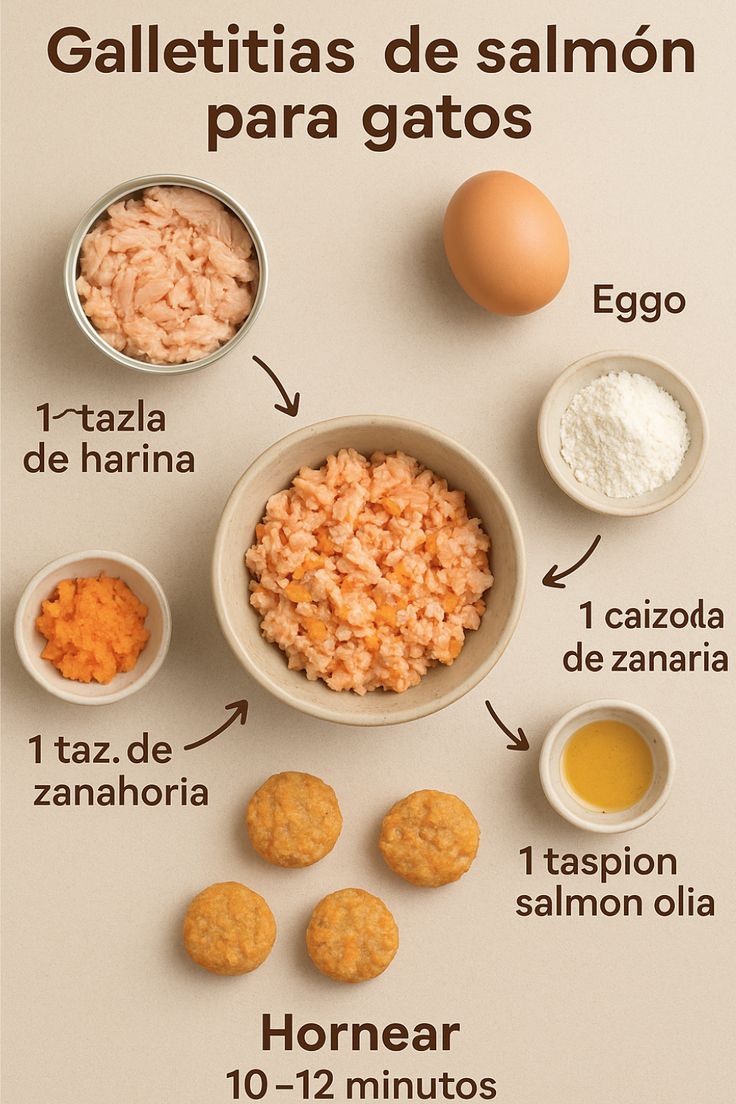 Galletitias de salmón
para gatos
Eggo
1 tazla
de harina
1 caizoda
de zanaria
1 taz. de
zanahoria
1 taspion
salmon olia
Hornear
10–12 minutos